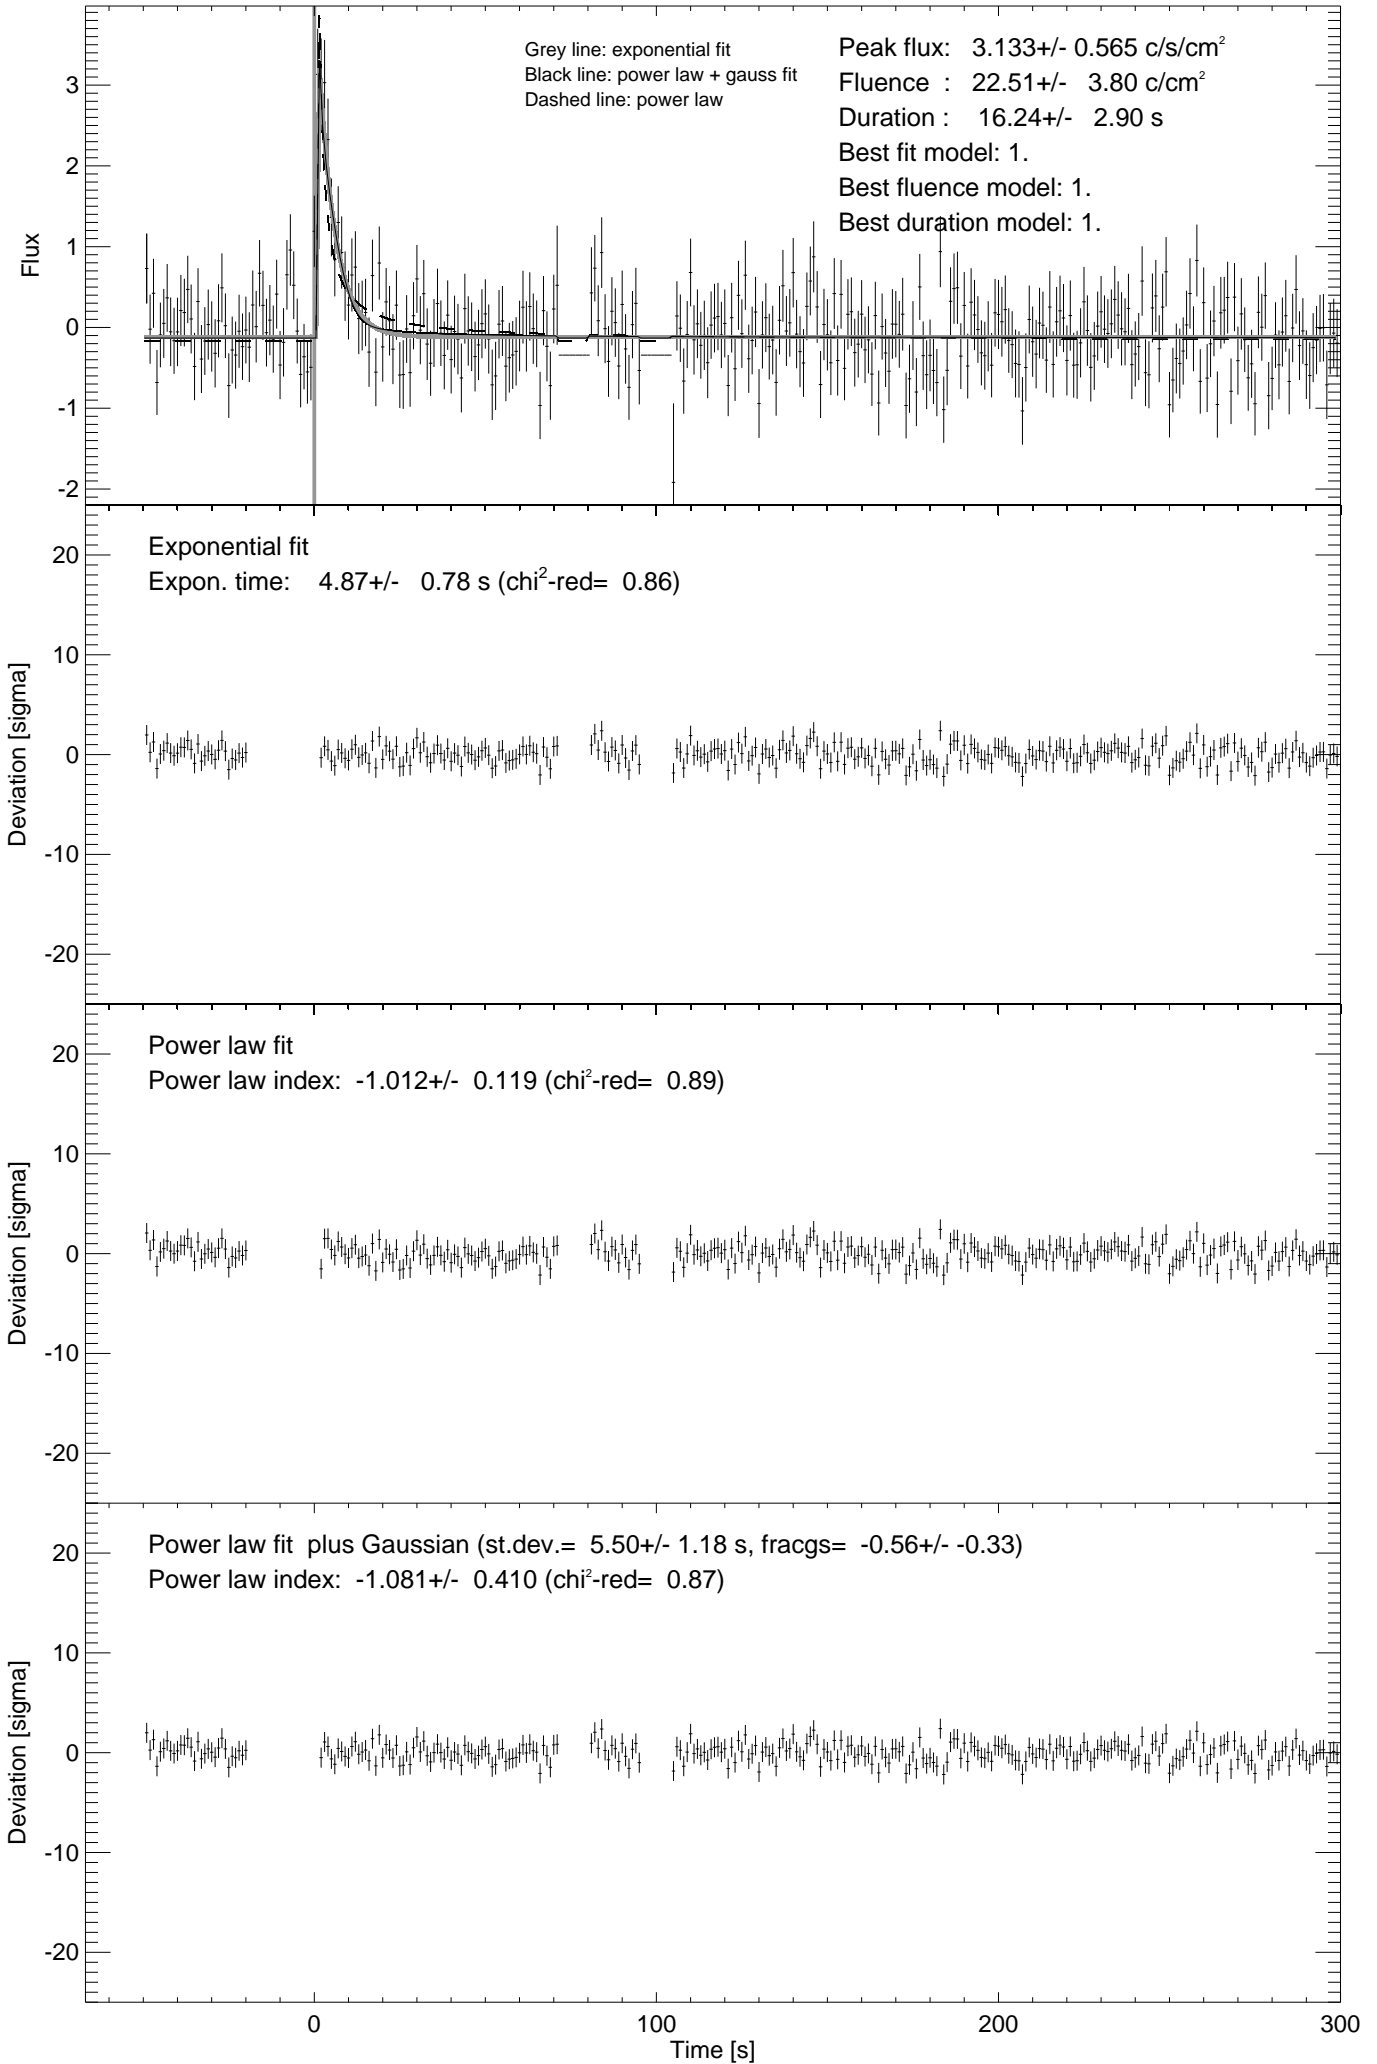 Grey line: exponential fit
Black line: power law + gauss fit
Dashed line: power law
Peak flux: 3.133+/- 0.565 c/s/cm²
Fluence : 22.51+/- 3.80 c/cm²
Duration : 16.24+/- 2.90 s
Best fit model: 1.
Best fluence model: 1.
Best duration model: 1.
Flux
3
2
1
0
-1
-2
Exponential fit
Expon. time: 4.87+/- 0.78 s (chi²-red= 0.86)
Deviation [sigma]
20
10
0
-10
-20
Power law fit
Power law index: -1.012+/- 0.119 (chi²-red= 0.89)
Deviation [sigma]
20
10
0
-10
-20
Power law fit plus Gaussian (st.dev.= 5.50+/- 1.18 s, fracgs= -0.56+/- -0.33)
Power law index: -1.081+/- 0.410 (chi²-red= 0.87)
Deviation [sigma]
20
10
0
-10
-20
0 100 200 300
Time [s]